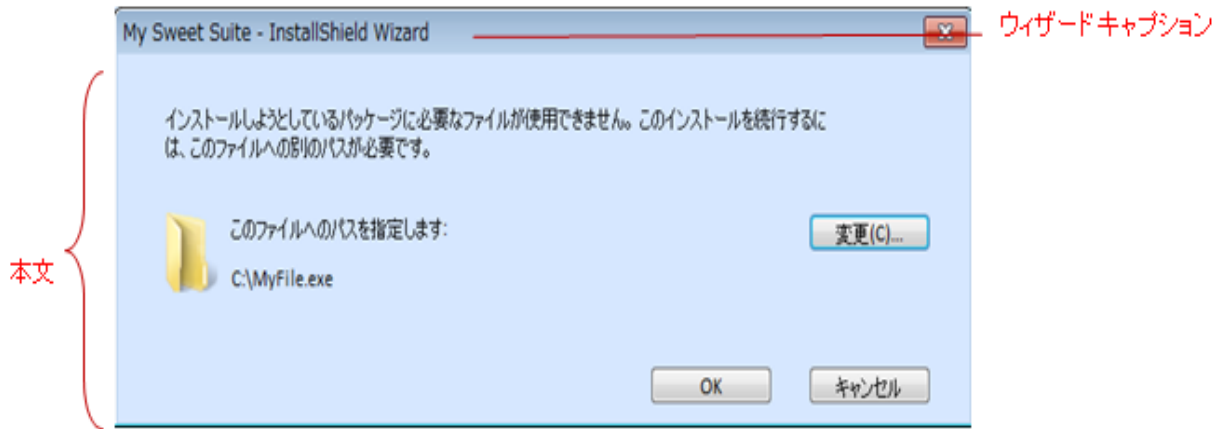 My Sweet Suite - InstallShield Wizard
ウィザード キャプション
インストールしようとしているパッケージに必要なファイルが使用できません。このインストールを続行するに
は、このファイルへの別のパスが必要です。
このファイルへのパスを指定します:
変更(C)...
本文
C:\MyFile.exe
OK
キャンセル